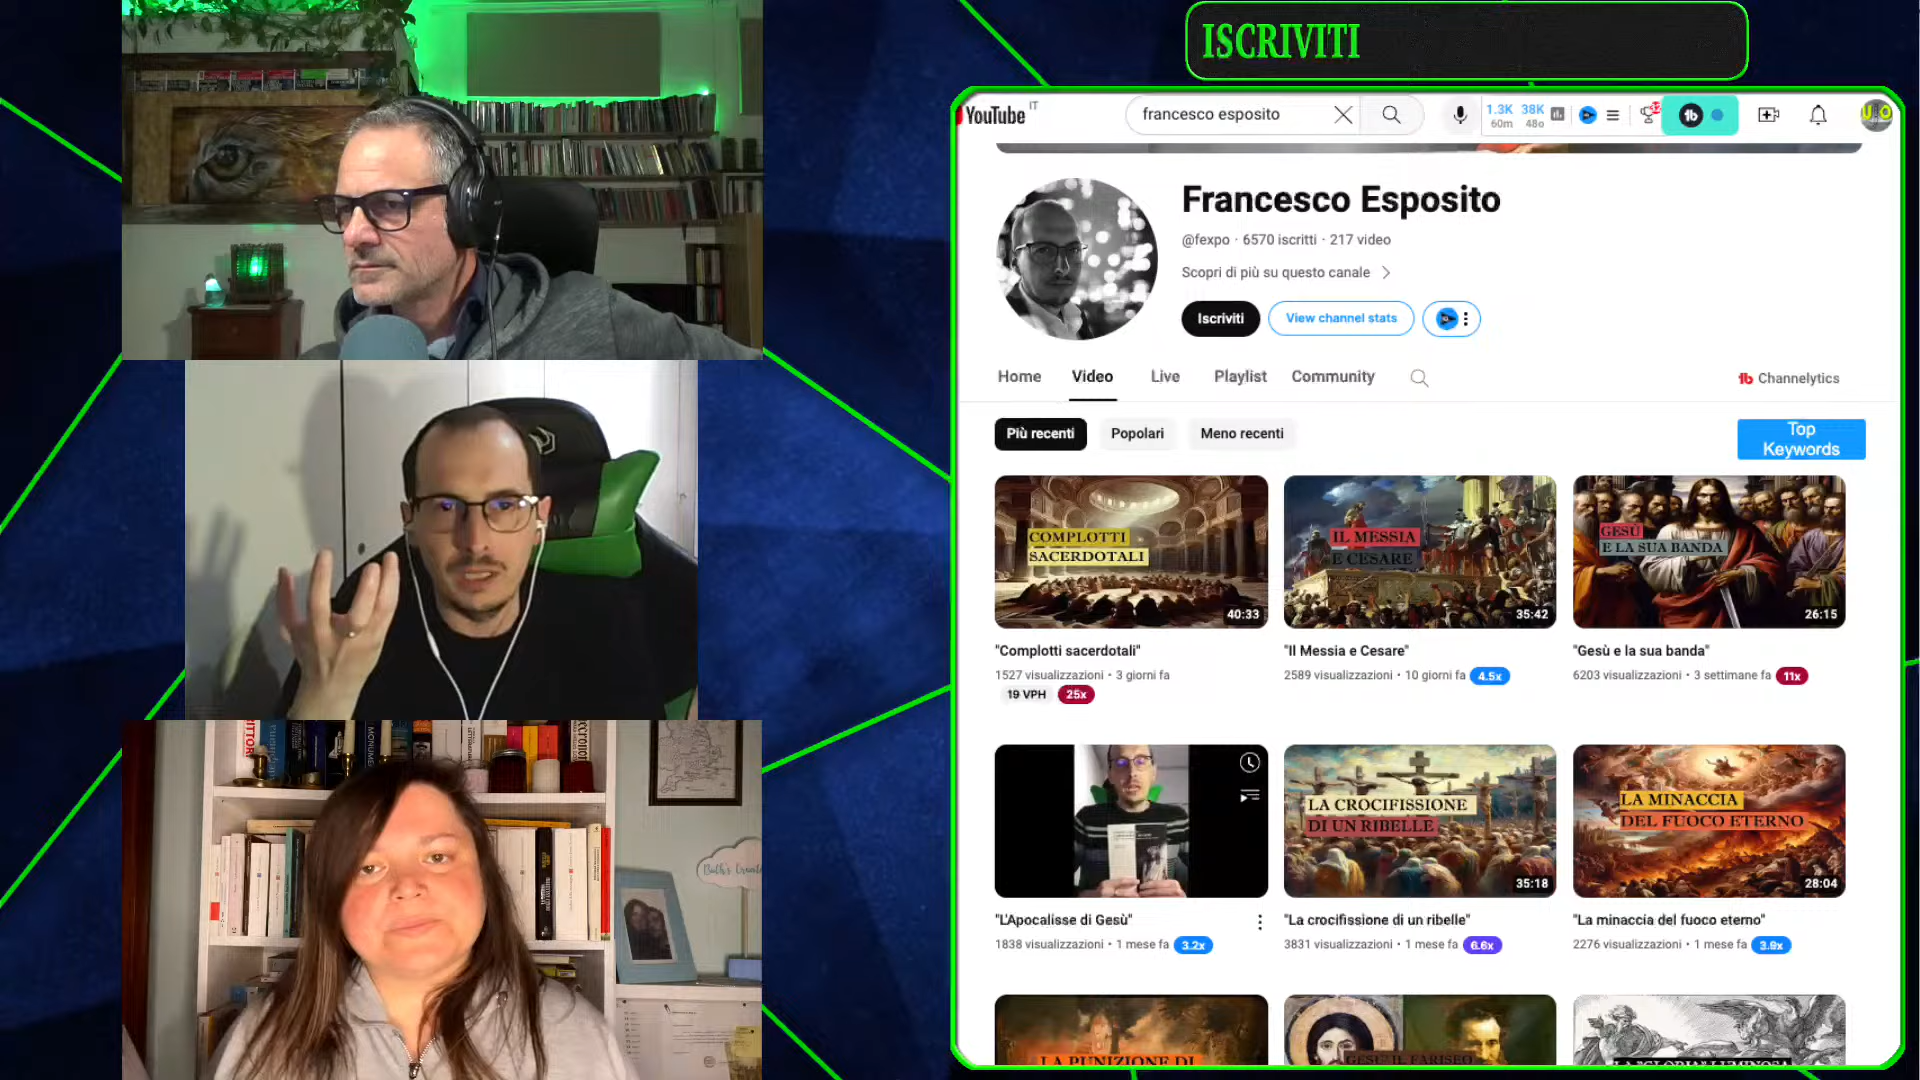 ISCRIVITI
YouTube IT
francesco esposito
1.3K 38K
60m 48o
Francesco Esposito
@fexpo · 6570 iscritti · 217 video
Scopri di più su questo canale
Iscriviti
View channel stats
Home Video Live Playlist Community
Channelytics
Più recenti Popolari Meno recenti
Top
Keywords
COMPLOTTI
SACERDOTALI
40:33
IL MESSIA
E CESARE
35:42
GESÙ
E LA SUA BANDA
26:15
"Complotti sacerdotali"
1527 visualizzazioni • 3 giorni fa
19 VPH 25x
"Il Messia e Cesare"
2589 visualizzazioni • 10 giorni fa 4.5x
"Gesù e la sua banda"
6203 visualizzazioni • 3 settimane fa 11x
LA CROCIFISSIONE
DI UN RIBELLE
35:18
LA MINACCIA
DEL FUOCO ETERNO
28:04
"L'Apocalisse di Gesù"
1838 visualizzazioni • 1 mese fa 3.2x
"La crocifissione di un ribelle"
3831 visualizzazioni • 1 mese fa 6.6x
"La minaccia del fuoco eterno"
2276 visualizzazioni • 1 mese fa 3.9x
LA PUNIZIONE DI
GESÙ IL FARISEO
LA "GLORIA" LUMINOSA